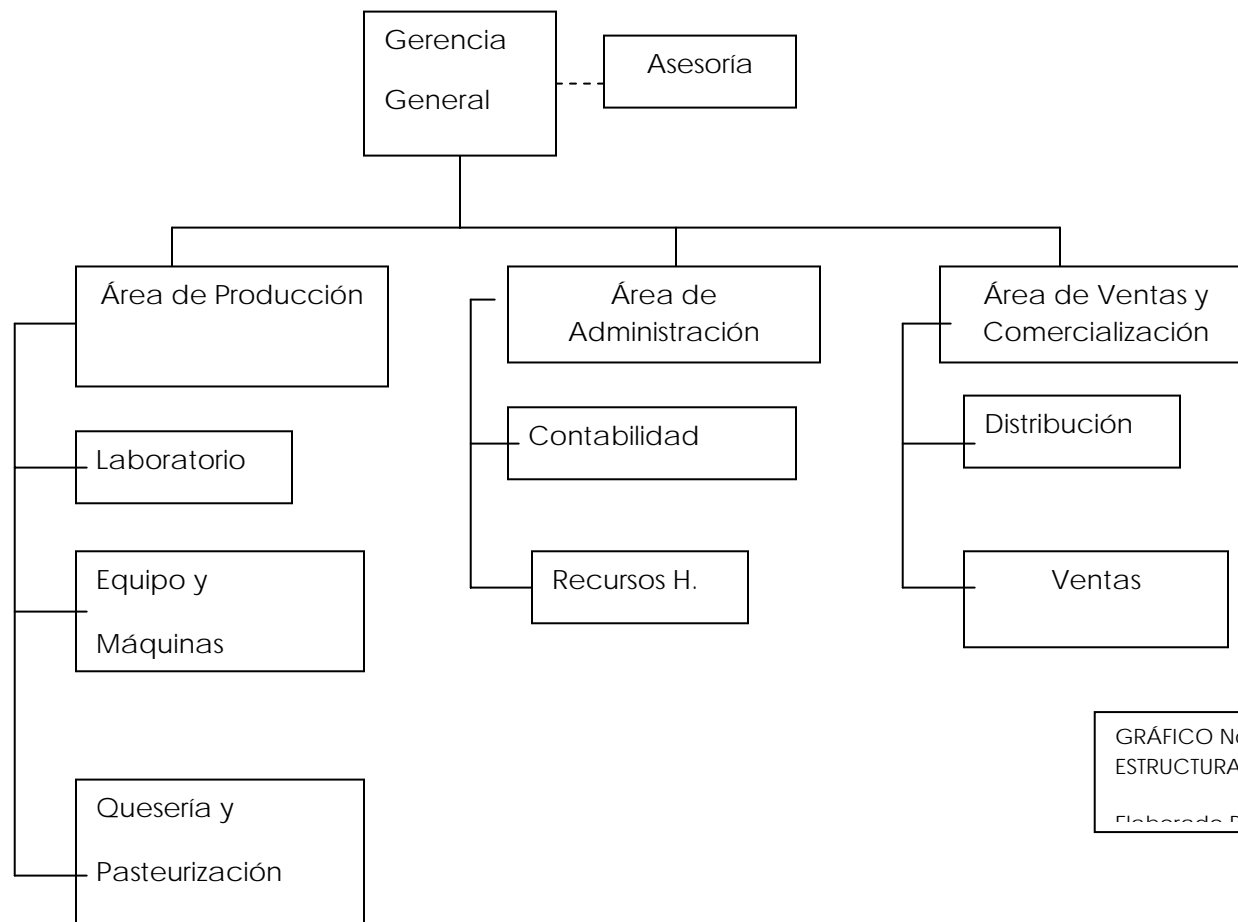 Gerencia
General
Asesoría
Área de Producción
Área de
Administración
Área de Ventas y
Comercialización
Laboratorio
Contabilidad
Distribución
Equipo y
Máquinas
Recursos H.
Ventas
Quesería y
Pasteurización
GRÁFICO
ESTRUCTURA